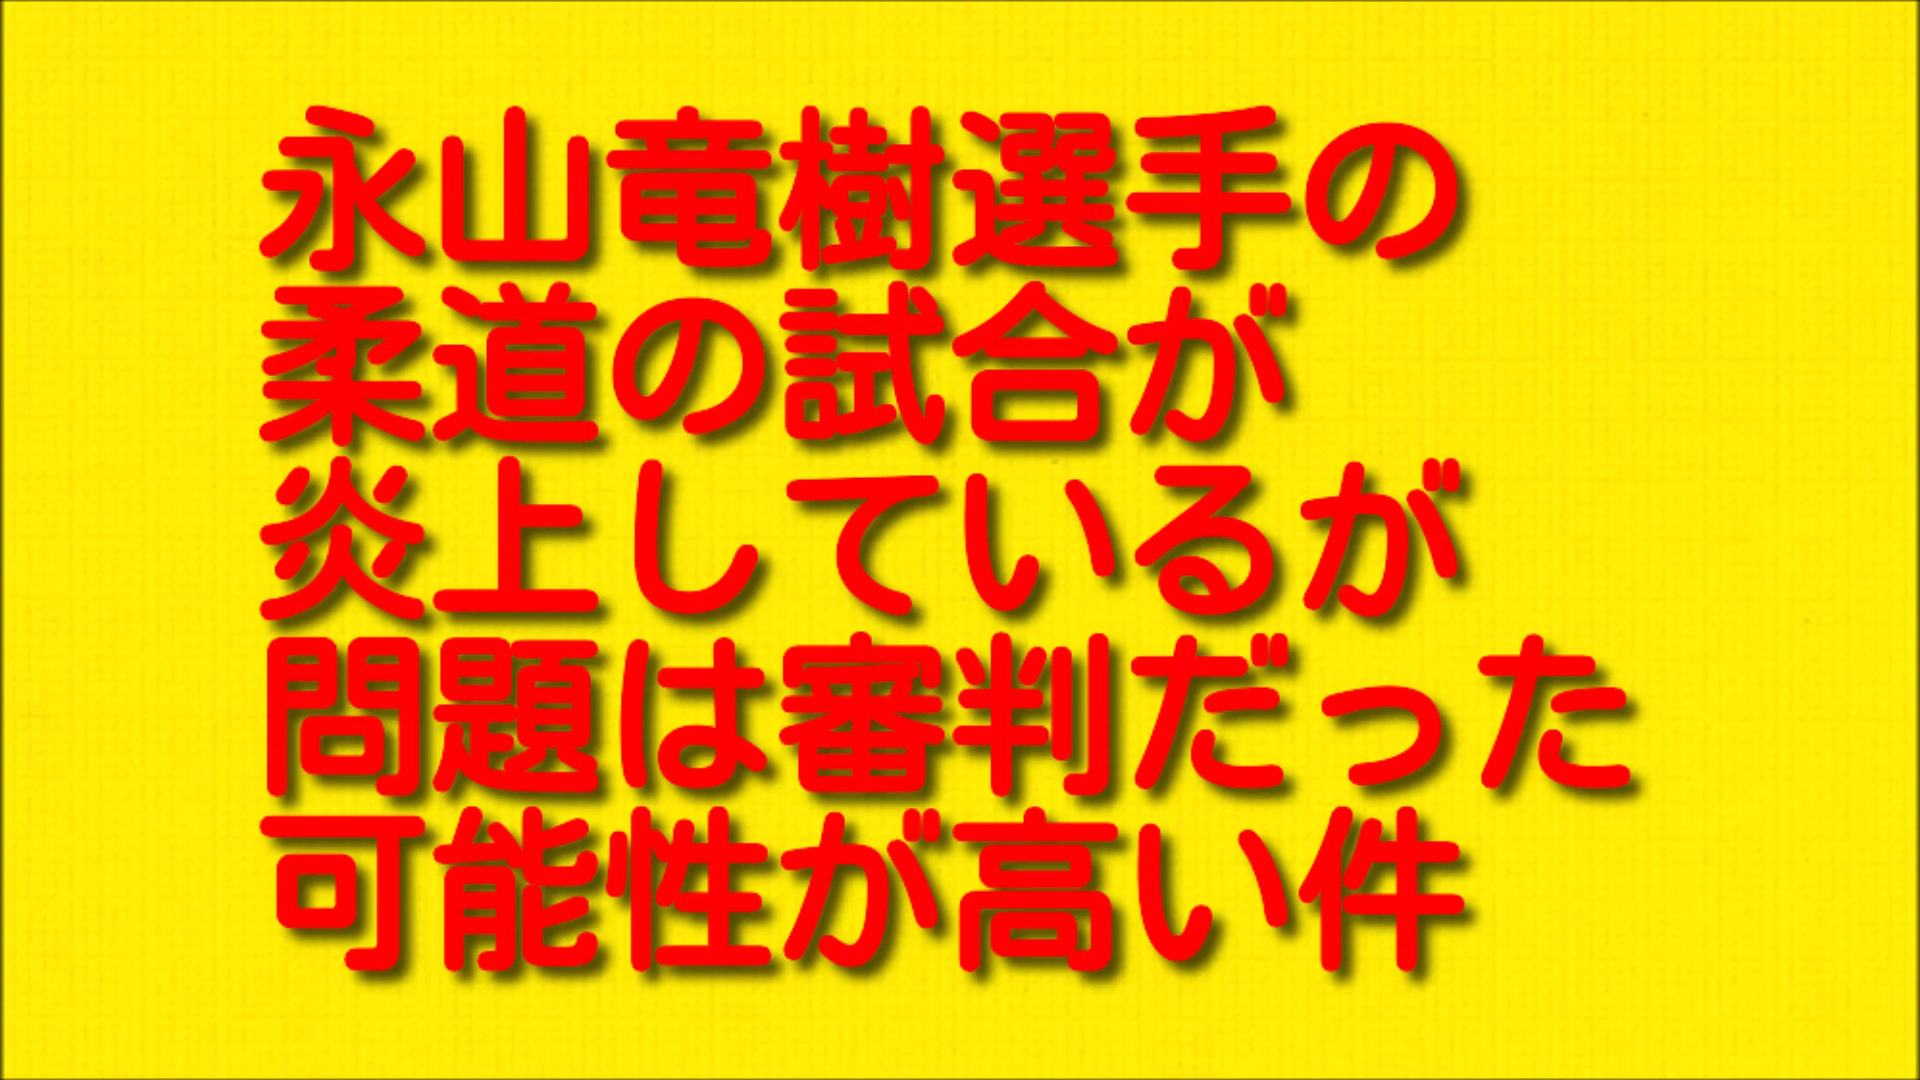 永山竜樹選手の
柔道の試合が
炎上しているが
問題は審判だった
可能性が高い件